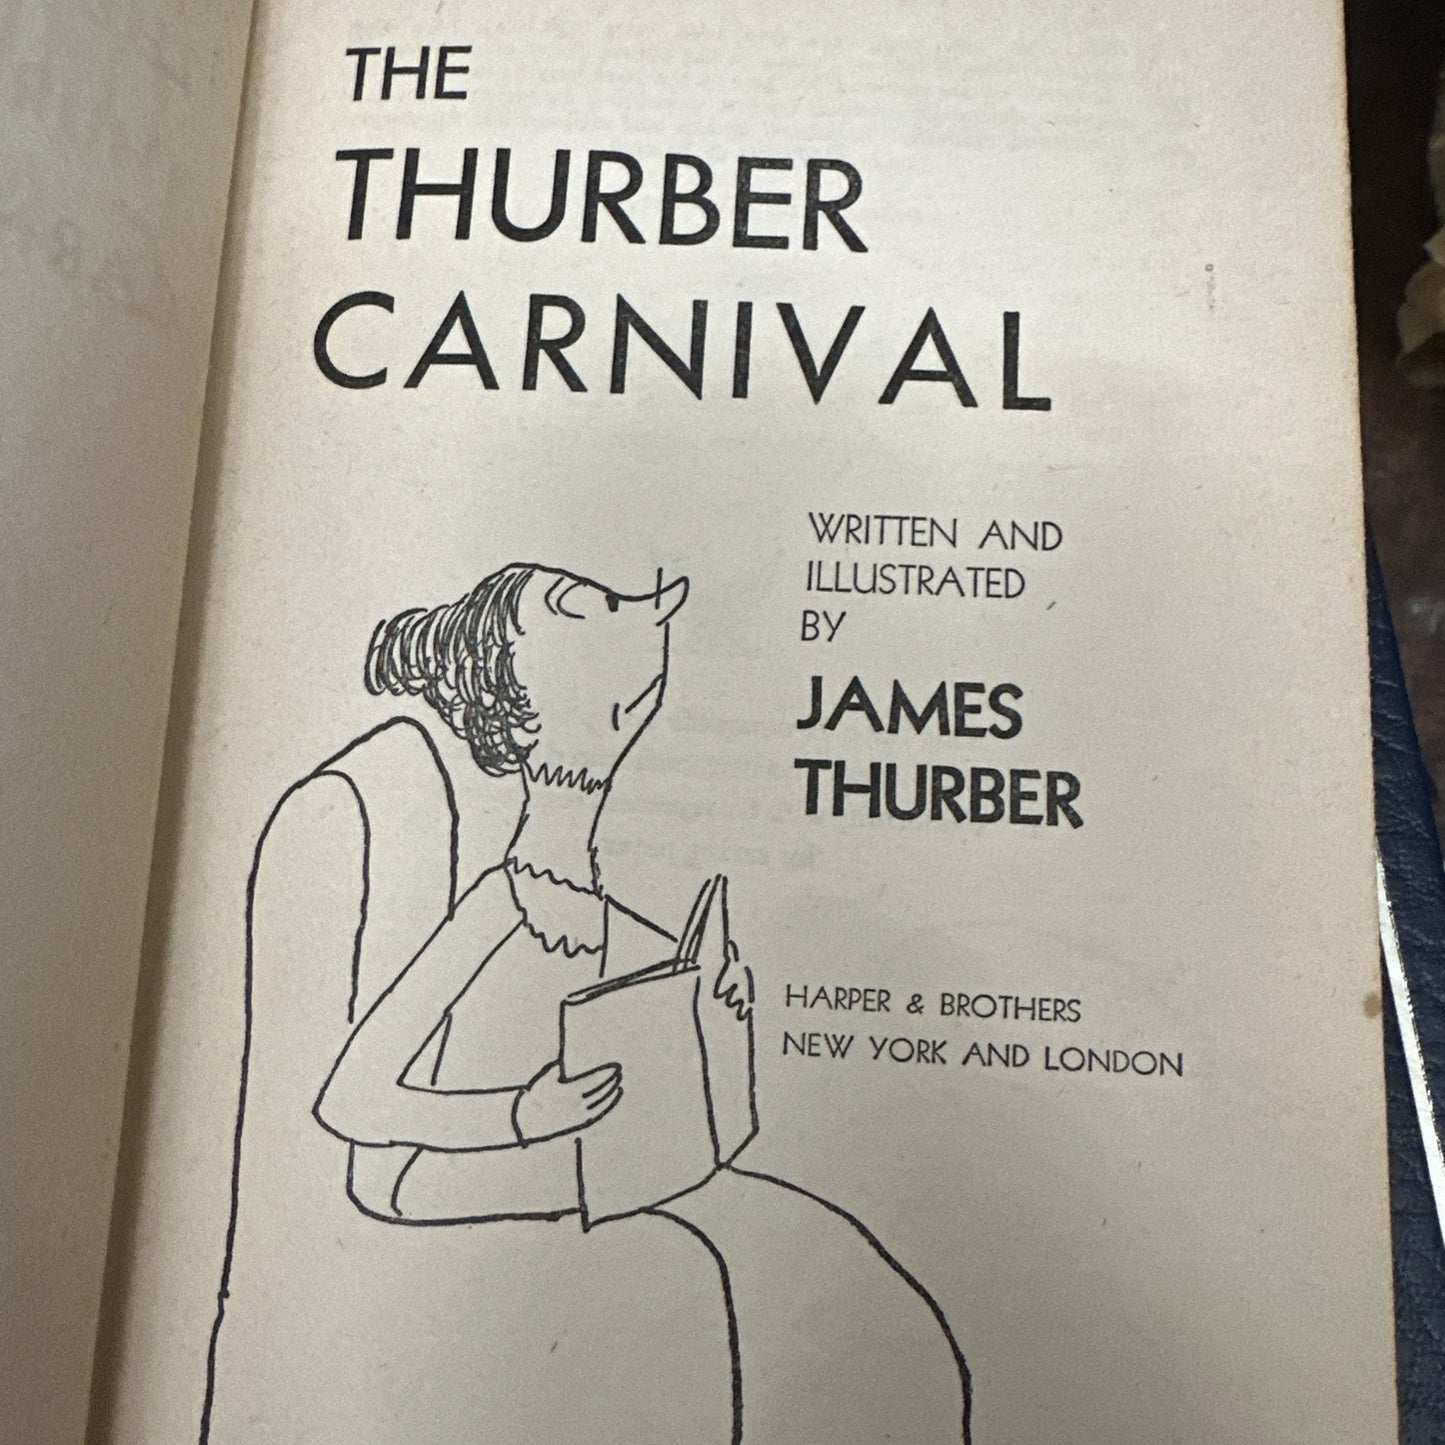 THE
THURBER
CARNIVAL
WRITTEN AND
ILLUSTRATED
BY
JAMES
THURBER
HARPER & BROTHERS
NEW YORK AND LONDON